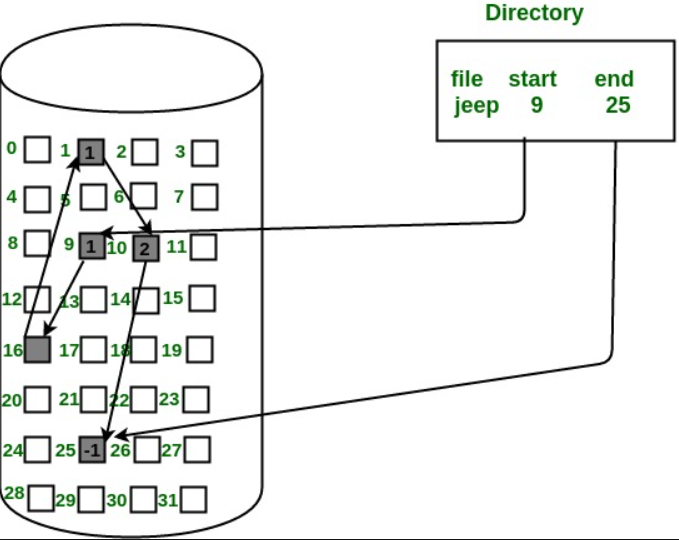 Directory
file start end
jeep 9 25
0 1 1 2 3
4 5 6 7
8 9 1 10 2 11
12 13 14 15
16 17 18 19
20 21 22 23
24 25 -1 26 27
28 29 30 31